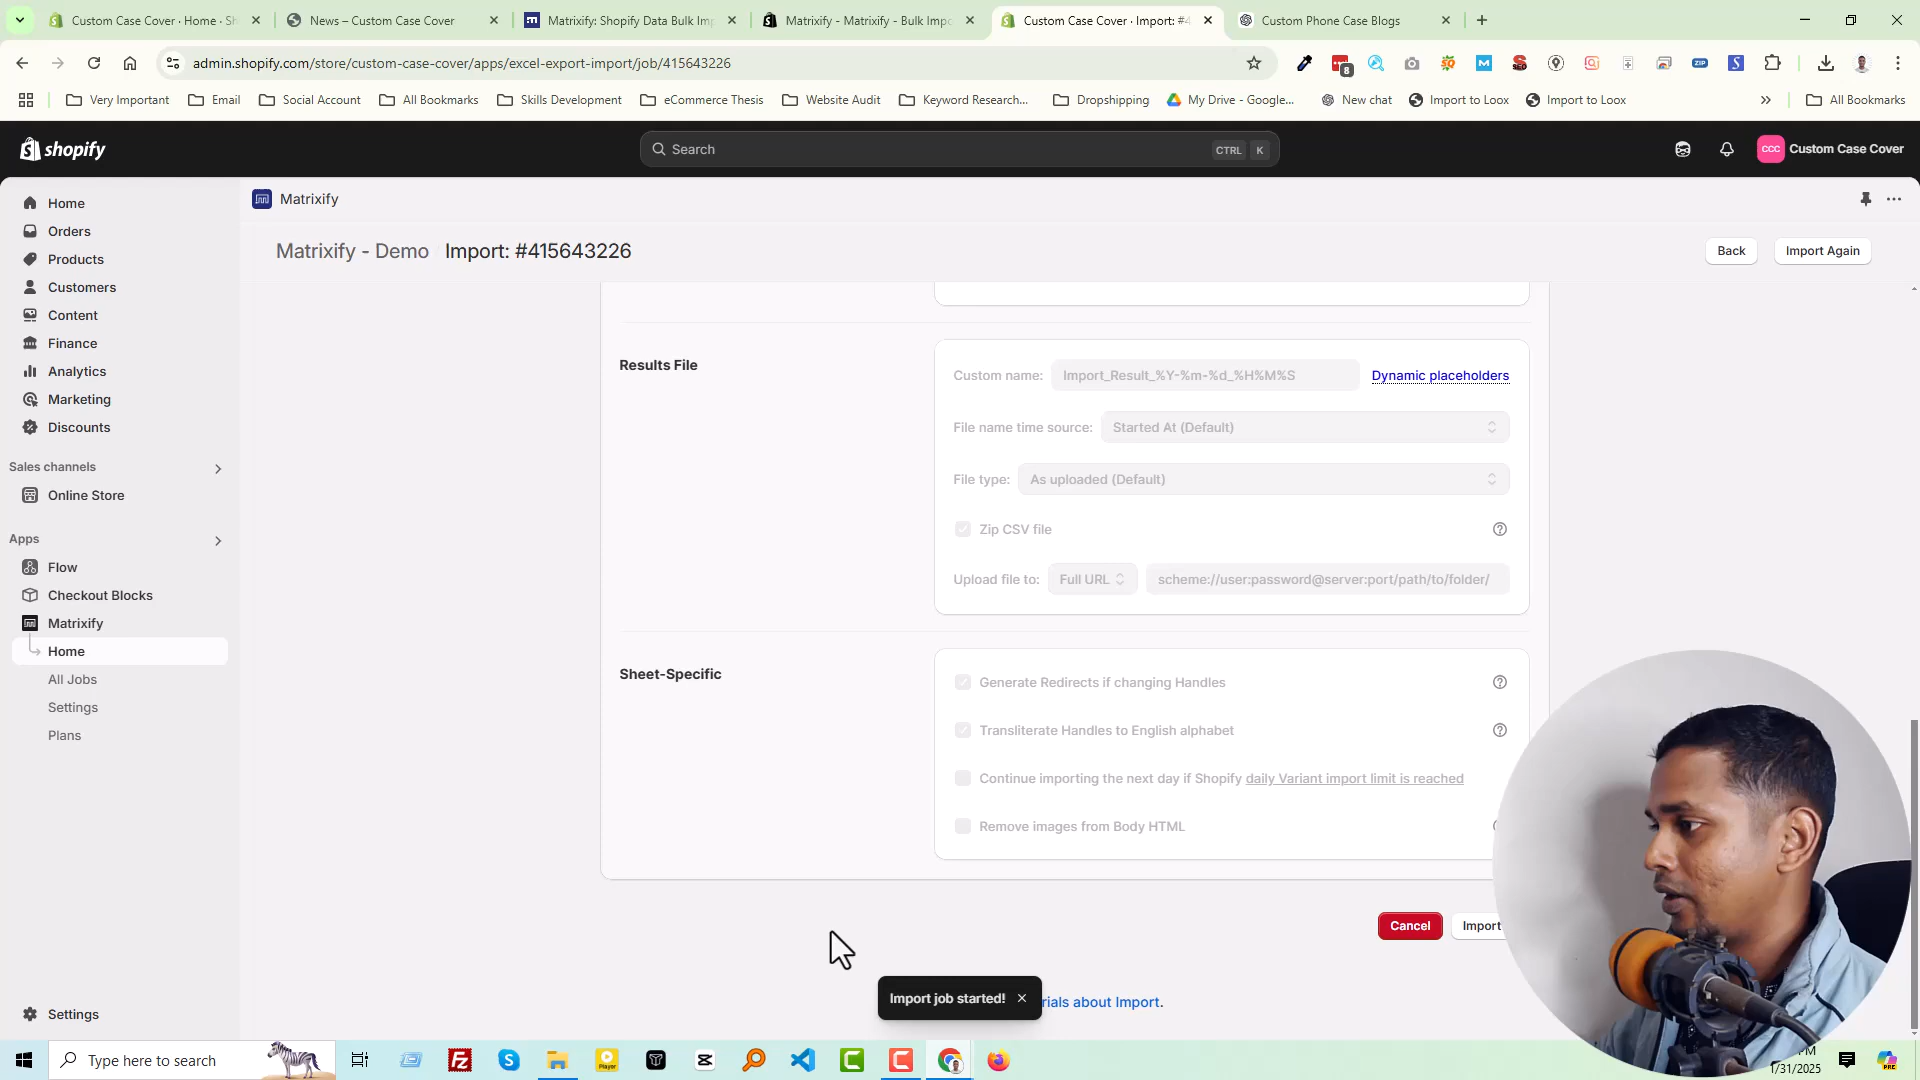 Custom Case Cover · Home · Sh
News – Custom Case Cover
Matrixify: Shopify Data Bulk Imp
Matrixify - Matrixify - Bulk Impo
Custom Case Cover · Import: #4
Custom Phone Case Blogs
admin.shopify.com/store/custom-case-cover/apps/excel-export-import/job/415643226
8
ZIP
Very Important
Email
Social Account
All Bookmarks
Skills Development
eCommerce Thesis
Website Audit
Keyword Research...
Dropshipping
My Drive - Google...
New chat
Import to Loox
Import to Loox
All Bookmarks
shopify
Search
CTRL K
CCC
Custom Case Cover
Home
Orders
Products
Customers
Content
Finance
Analytics
Marketing
Discounts
Sales channels
Online Store
Apps
Flow
Checkout Blocks
Matrixify
Home
All Jobs
Settings
Plans
Settings
Matrixify
Matrixify - Demo Import: #415643226
Back
Import Again
Results File
Custom name: Import_Result_%Y-%m-%d_%H%M%S Dynamic placeholders
File name time source: Started At (Default)
File type: As uploaded (Default)
Zip CSV file
Upload file to: Full URL scheme://user:password@server:port/path/to/folder/
Sheet-Specific
Generate Redirects if changing Handles
Transliterate Handles to English alphabet
Continue importing the next day if Shopify daily Variant import limit is reached
Remove images from Body HTML
Cancel
Import
Import job started!
rials about Import.
Type here to search
Player
PM
1/31/2025
PRE